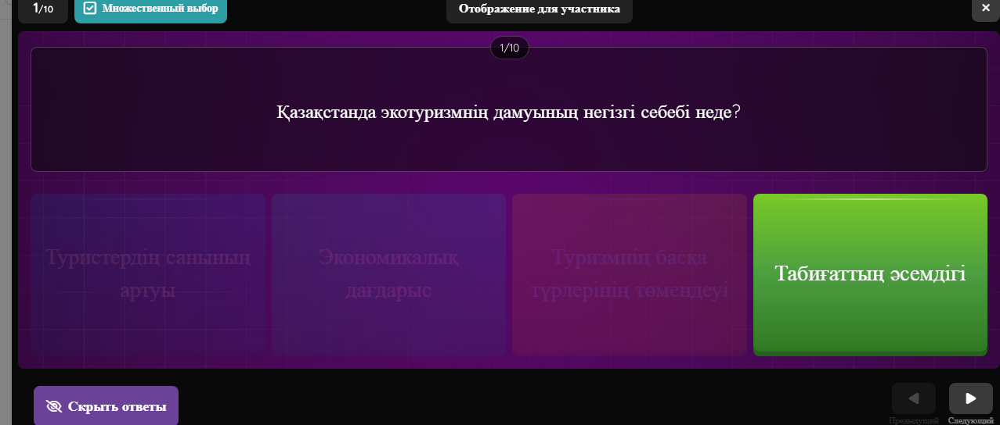 1/10
Множественный выбор
Отображение для участника
×
1/10
Қазақстанда экотуризмнің дамуының негізгі себебі неде?
Туристердің санының
артуы
Экономикалық
дағдарыс
Туризмнің басқа
түрлерінің төмендеуі
Табиғаттың әсемдігі
Скрыть ответы
Предыдущий
Следующий